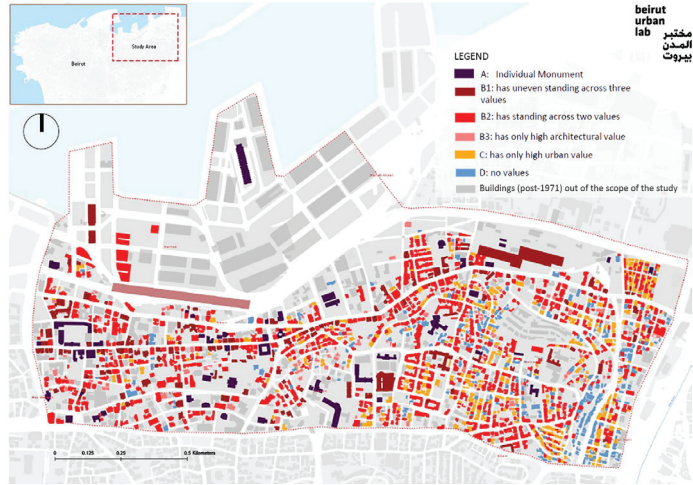 beirut
urban
lab
مختبر
المدن
بيروت
Study Area
Beirut
LEGEND
A: Individual Monument
B1: has uneven standing across three
values
B2: has standing across two values
B3: has only high architectural value
C: has only high urban value
D: no values
Buildings (post-1971) out of the scope of the study
0 0.125 0.25 0.5 Kilometers